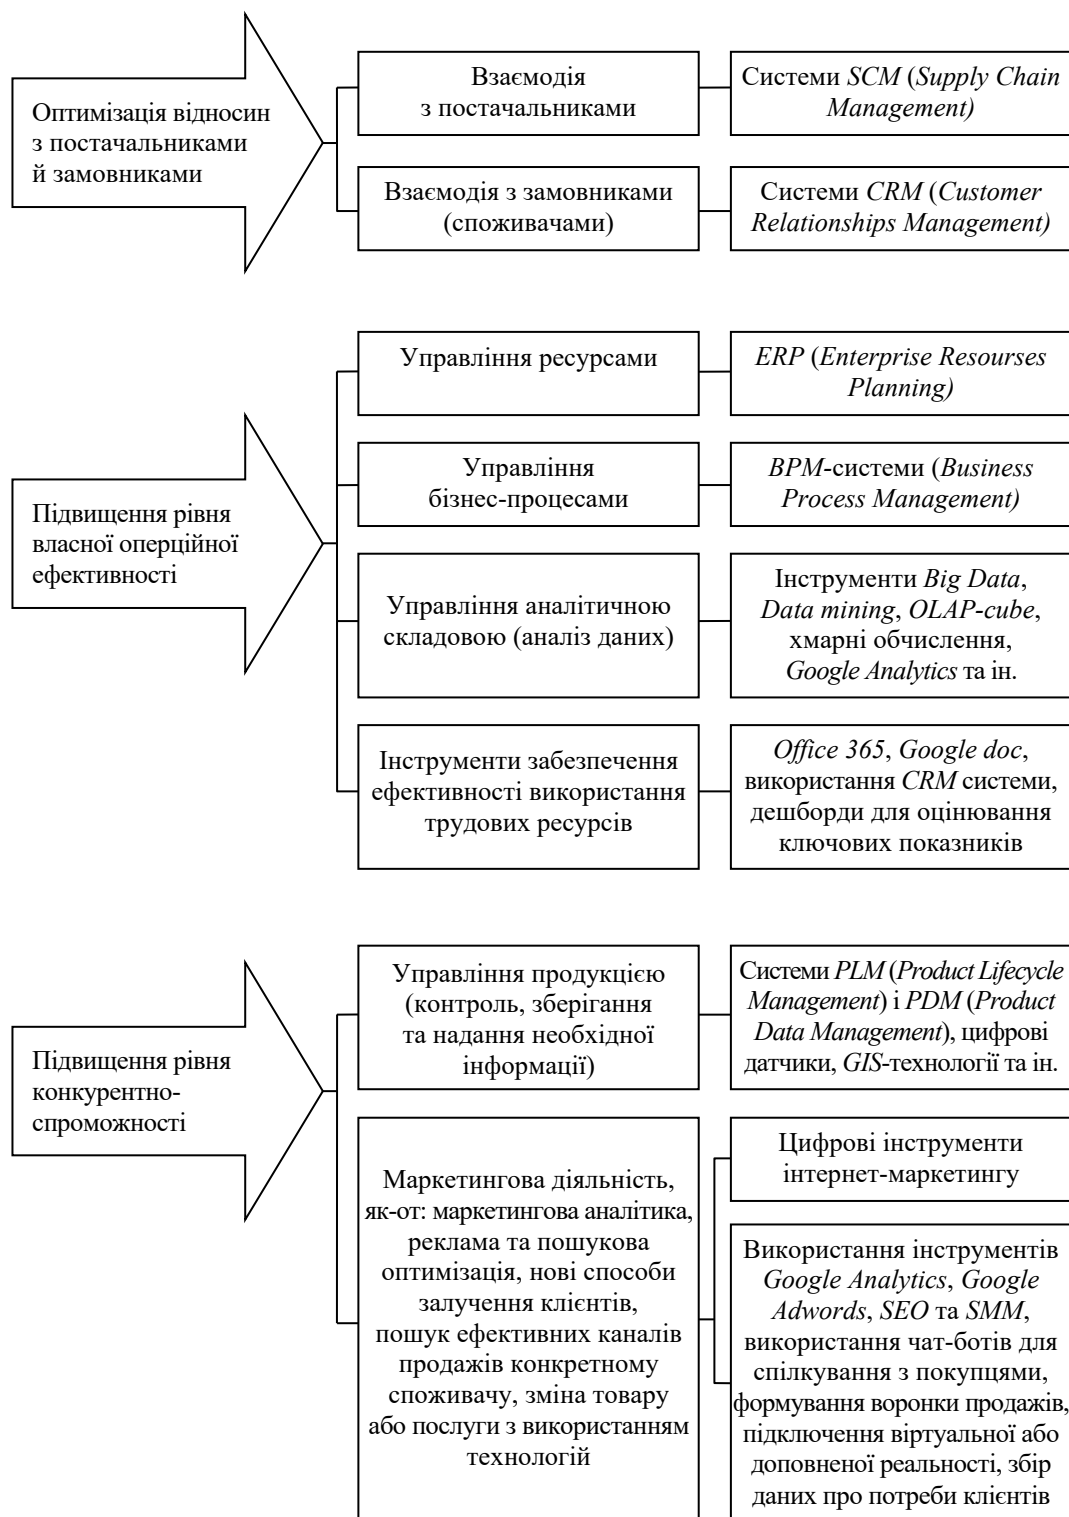 Оптимізація відносин
з постачальниками
й замовниками
Взаємодія
з постачальниками
Системи SCM (Supply Chain
Management)
Взаємодія з замовниками
(споживачами)
Системи CRM (Customer
Relationships Management)
Підвищення рівня
власної оперційної
ефективності
Управління ресурсами
ERP (Enterprise Resourses
Planning)
Управління
бізнес-процесами
BPM-системи (Business
Process Management)
Управління аналітичною
складовою (аналіз даних)
Інструменти Big Data,
Data mining, OLAP-cube,
хмарні обчислення,
Google Analytics та ін.
Інструменти забезпечення
ефективності використання
трудових ресурсів
Office 365, Google doc,
використання CRM системи,
дешборди для оцінювання
ключових показників
Підвищення рівня
конкурентно-
спроможності
Управління продукцією
(контроль, зберігання
та надання необхідної
інформації)
Системи PLM (Product Lifecycle
Management) і PDM (Product
Data Management), цифрові
датчики, GIS-технології та ін.
Маркетингова діяльність,
як-от: маркетингова аналітика,
реклама та пошукова
оптимізація, нові способи
залучення клієнтів,
пошук ефективних каналів
продажів конкретному
споживачу, зміна товару
або послуги з використанням
технологій
Цифрові інструменти
інтернет-маркетингу
Використання інструментів
Google Analytics, Google
Adwords, SEO та SMM,
використання чат-ботів для
спілкування з покупцями,
формування воронки продажів,
підключення віртуальної або
доповненої реальності, збір
даних про потреби клієнтів